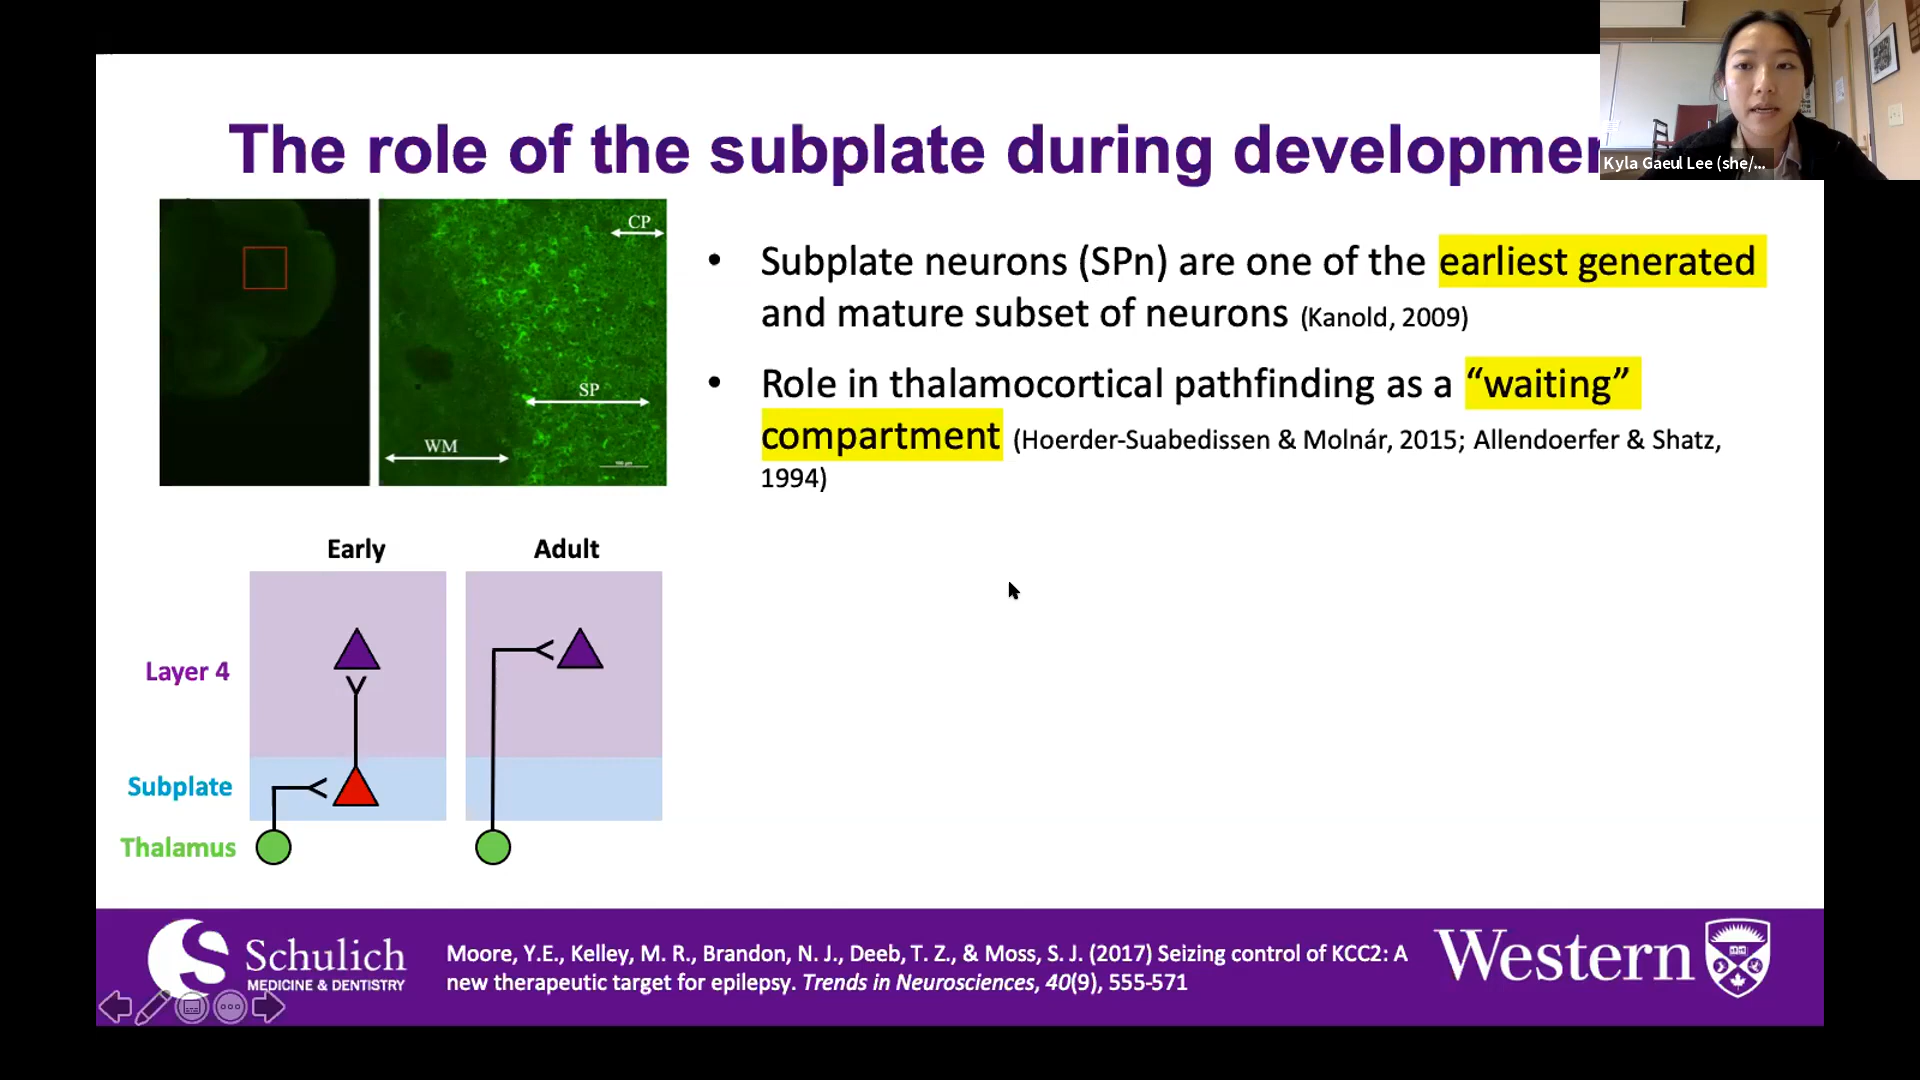 The role of the subplate during developmen
Kyla Gaeul Lee (she/...
CP
SP
WM
• Subplate neurons (SPn) are one of the earliest generated
and mature subset of neurons (Kanold, 2009)
• Role in thalamocortical pathfinding as a “waiting”
compartment (Hoerder-Suabedissen & Molnár, 2015; Allendoerfer & Shatz,
1994)
Early
Adult
Layer 4
Subplate
Thalamus
Schulich
MEDICINE & DENTISTRY
Moore, Y.E., Kelley, M. R., Brandon, N. J., Deeb, T. Z., & Moss, S. J. (2017) Seizing control of KCC2: A
new therapeutic target for epilepsy. Trends in Neurosciences, 40(9), 555-571
Western